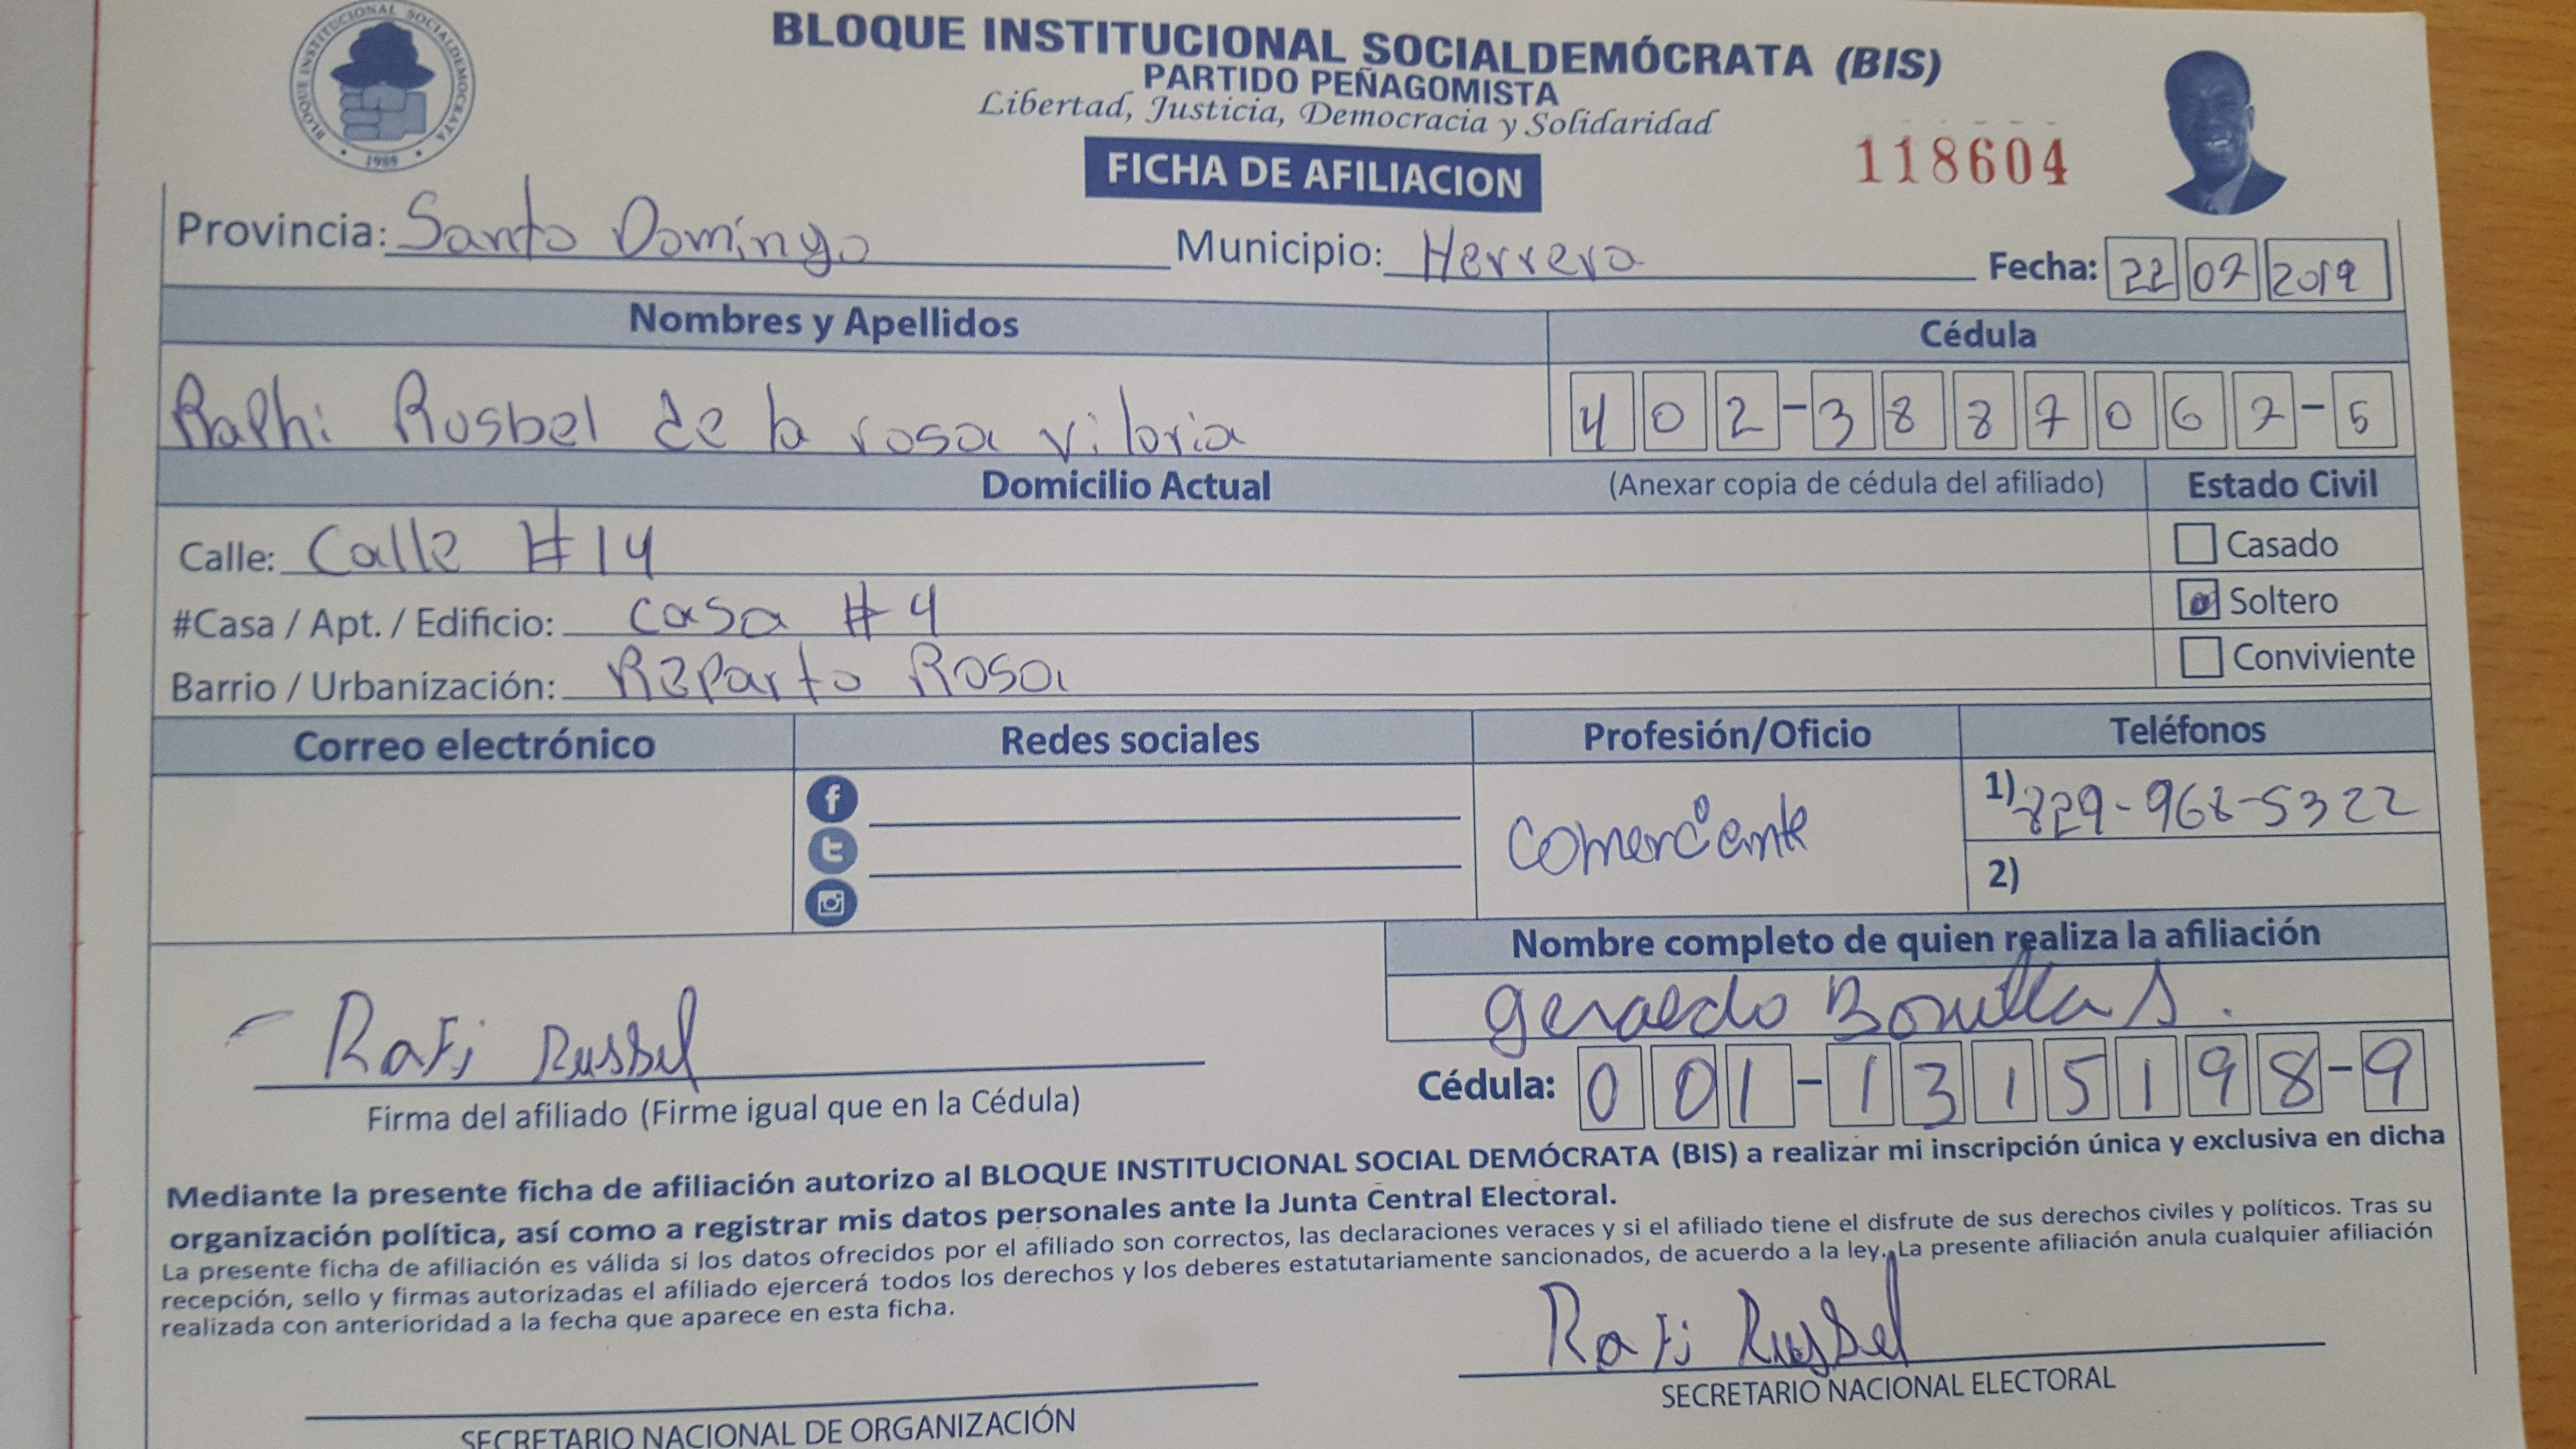 BLOQUE INSTITUCIONAL SOCIALDEMOCRATA
1989
BLOQUE INSTITUCIONAL SOCIALDEMÓCRATA (BIS)
PARTIDO PEÑAGOMISTA
Libertad, Justicia, Democracia y Solidaridad
FICHA DE AFILIACION
118604
Provincia: Santo Domingo Municipio: Herrera Fecha: 22 07 2019
Nombres y Apellidos Cédula
Raphi Rusbel de la rosa viloria 402-3887067-5
Domicilio Actual (Anexar copia de cédula del afiliado) Estado Civil
Calle: Calle #14 Casado
#Casa / Apt. / Edificio: casa #4 Soltero
Barrio / Urbanización: Reparto Rosa Conviviente
Correo electrónico Redes sociales Profesión/Oficio Teléfonos
Comerciante 1) 829-968-5322
2)
Nombre completo de quien realiza la afiliación
Gerardo Bonilla S.
Rafi Russbel
Firma del afiliado (Firme igual que en la Cédula) Cédula: 001-1315198-9
Mediante la presente ficha de afiliación autorizo al BLOQUE INSTITUCIONAL SOCIAL DEMÓCRATA (BIS) a realizar mi inscripción única y exclusiva en dicha
organización política, así como a registrar mis datos personales ante la Junta Central Electoral.
La presente ficha de afiliación es válida si los datos ofrecidos por el afiliado son correctos, las declaraciones veraces y si el afiliado tiene el disfrute de sus derechos civiles y políticos. Tras su
recepción, sello y firmas autorizadas el afiliado ejercerá todos los derechos y los deberes estatutariamente sancionados, de acuerdo a la ley. La presente afiliación anula cualquier afiliación
realizada con anterioridad a la fecha que aparece en esta ficha.
Rafi Russbel
SECRETARIO NACIONAL DE ORGANIZACIÓN SECRETARIO NACIONAL ELECTORAL